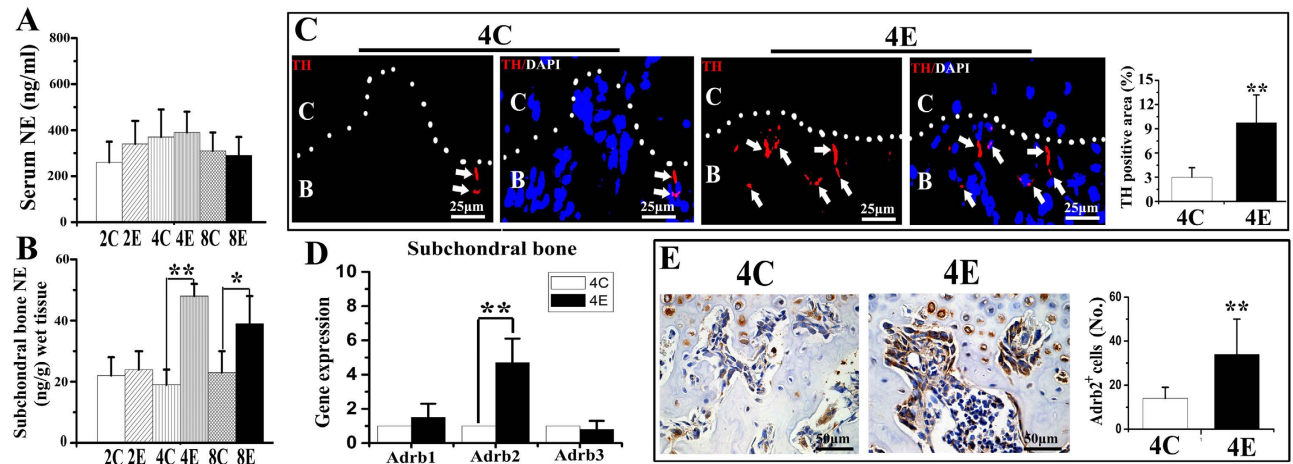 A
Serum NE (ng/ml)
800
600
400
200
0
2C 2E 4C 4E 8C 8E
B
Subchondral bone NE
(ng/g) wet tissue
60
40
20
0
** *
2C 2E 4C 4E 8C 8E
C
4C 4E
TH TH/DAPI TH TH/DAPI
C C C C
B B B B
25μm 25μm 25μm 25μm
TH positive area (%)
15
12
9
6
3
0
**
4C 4E
D
Subchondral bone
Gene expression
10
8
6
4
2
0
4C
4E
**
Adrb1 Adrb2 Adrb3
E
4C 4E
50μm 50μm
Adrb2+ cells (No.)
60
40
20
0
**
4C 4E